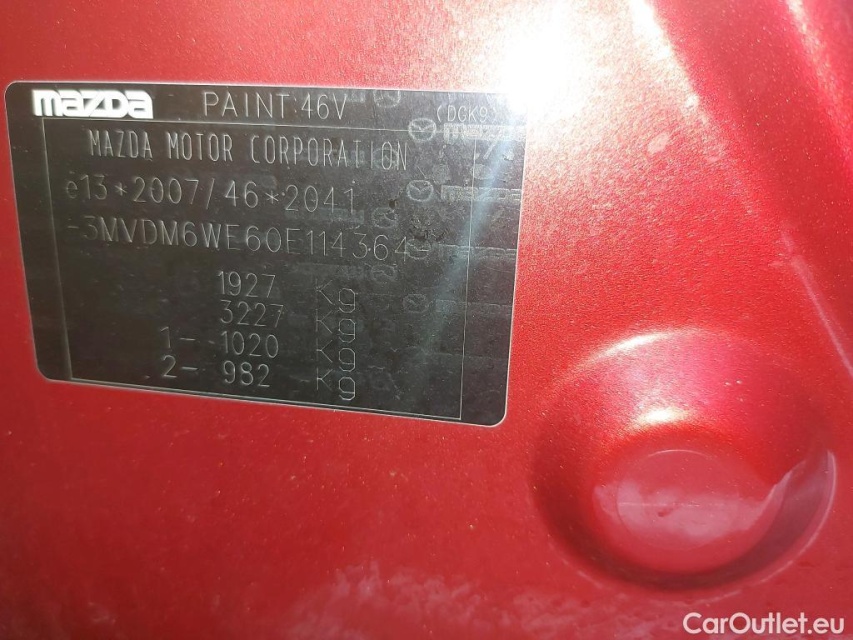 mazda PAINT:46V (DCK9)
MAZDA MOTOR CORPORATION
e13*2007/46*2041
-3MVDM6WE60E114364-
1927 Kg
3227 Kg
1- -1020 Kg
2- -982 -Kg
CarOutlet.eu